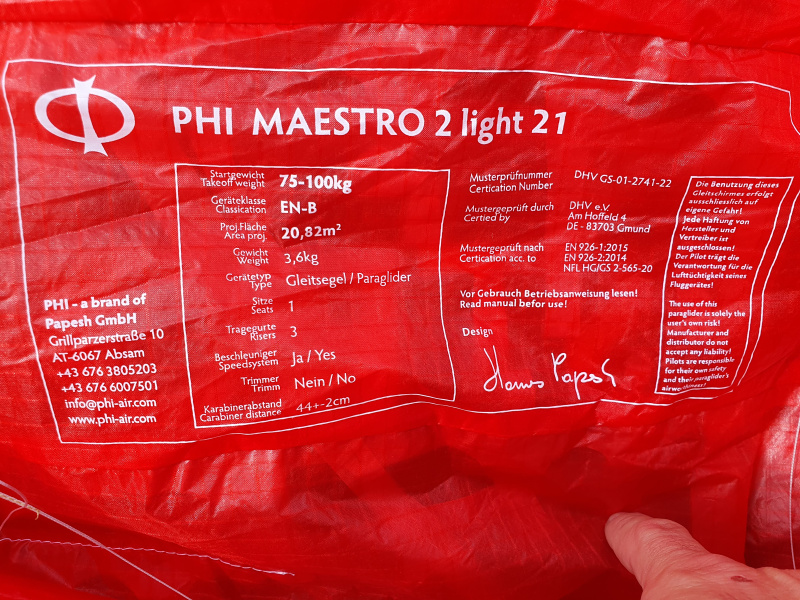 PHI MAESTRO 2 light 21
Startgewicht
Takeoff weight
75-100kg
Geräteklasse
Classication
EN-B
Proj.Fläche
Area proj.
20,82m²
Gewicht
Weight
3,6kg
Gerätetyp
Type
Gleitsegel / Paraglider
Sitze
Seats
1
Tragegurte
Risers
3
Beschleuniger
Speedsystem
Ja / Yes
Trimmer
Trimm
Nein / No
Karabinerabstand
Carabiner distance
44+-2cm
PHI - a brand of
Papesh GmbH
Grillparzerstraße 10
AT-6067 Absam
+43 676 3805203
+43 676 6007501
info@phi-air.com
www.phi-air.com
Musterprüfnummer
Certication Number
DHV GS-01-2741-22
Mustergeprüft durch
Certied by
DHV e.V
Am Hoffeld 4
DE - 83703 Gmund
Mustergeprüft nach
Certication acc. to
EN 926-1:2015
EN 926-2:2014
NFL HG/GS 2-565-20
Vor Gebrauch Betriebsanweisung lesen!
Read manual befor use!
Design
Hannes Papesh
Die Benutzung dieses
Gleitschirmes erfolgt
ausschliesslich auf
eigene Gefahr!
Jede Haftung von
Hersteller und
Vertreiber ist
ausgeschlossen!
Der Pilot trägt die
Verantwortung für die
Lufttüchtigkeit seines
Fluggerätes!
The use of this
paraglider is solely the
user's own risk!
Manufacturer and
distributor do not
accept any liability!
Pilots are responsible
for their own safety
and their paraglider's
airworthiness!